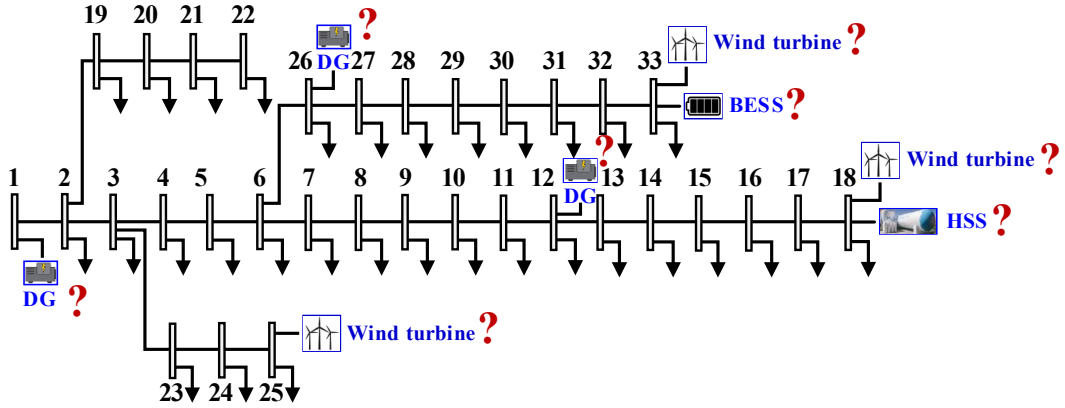 19 20 21 22
?
26 DG 27 28 29 30 31 32 33
Wind turbine ?
BESS ?
?
DG
1 2 3 4 5 6 7 8 9 10 11 12 13 14 15 16 17 18
Wind turbine ?
HSS ?
DG ?
Wind turbine ?
23 24 25